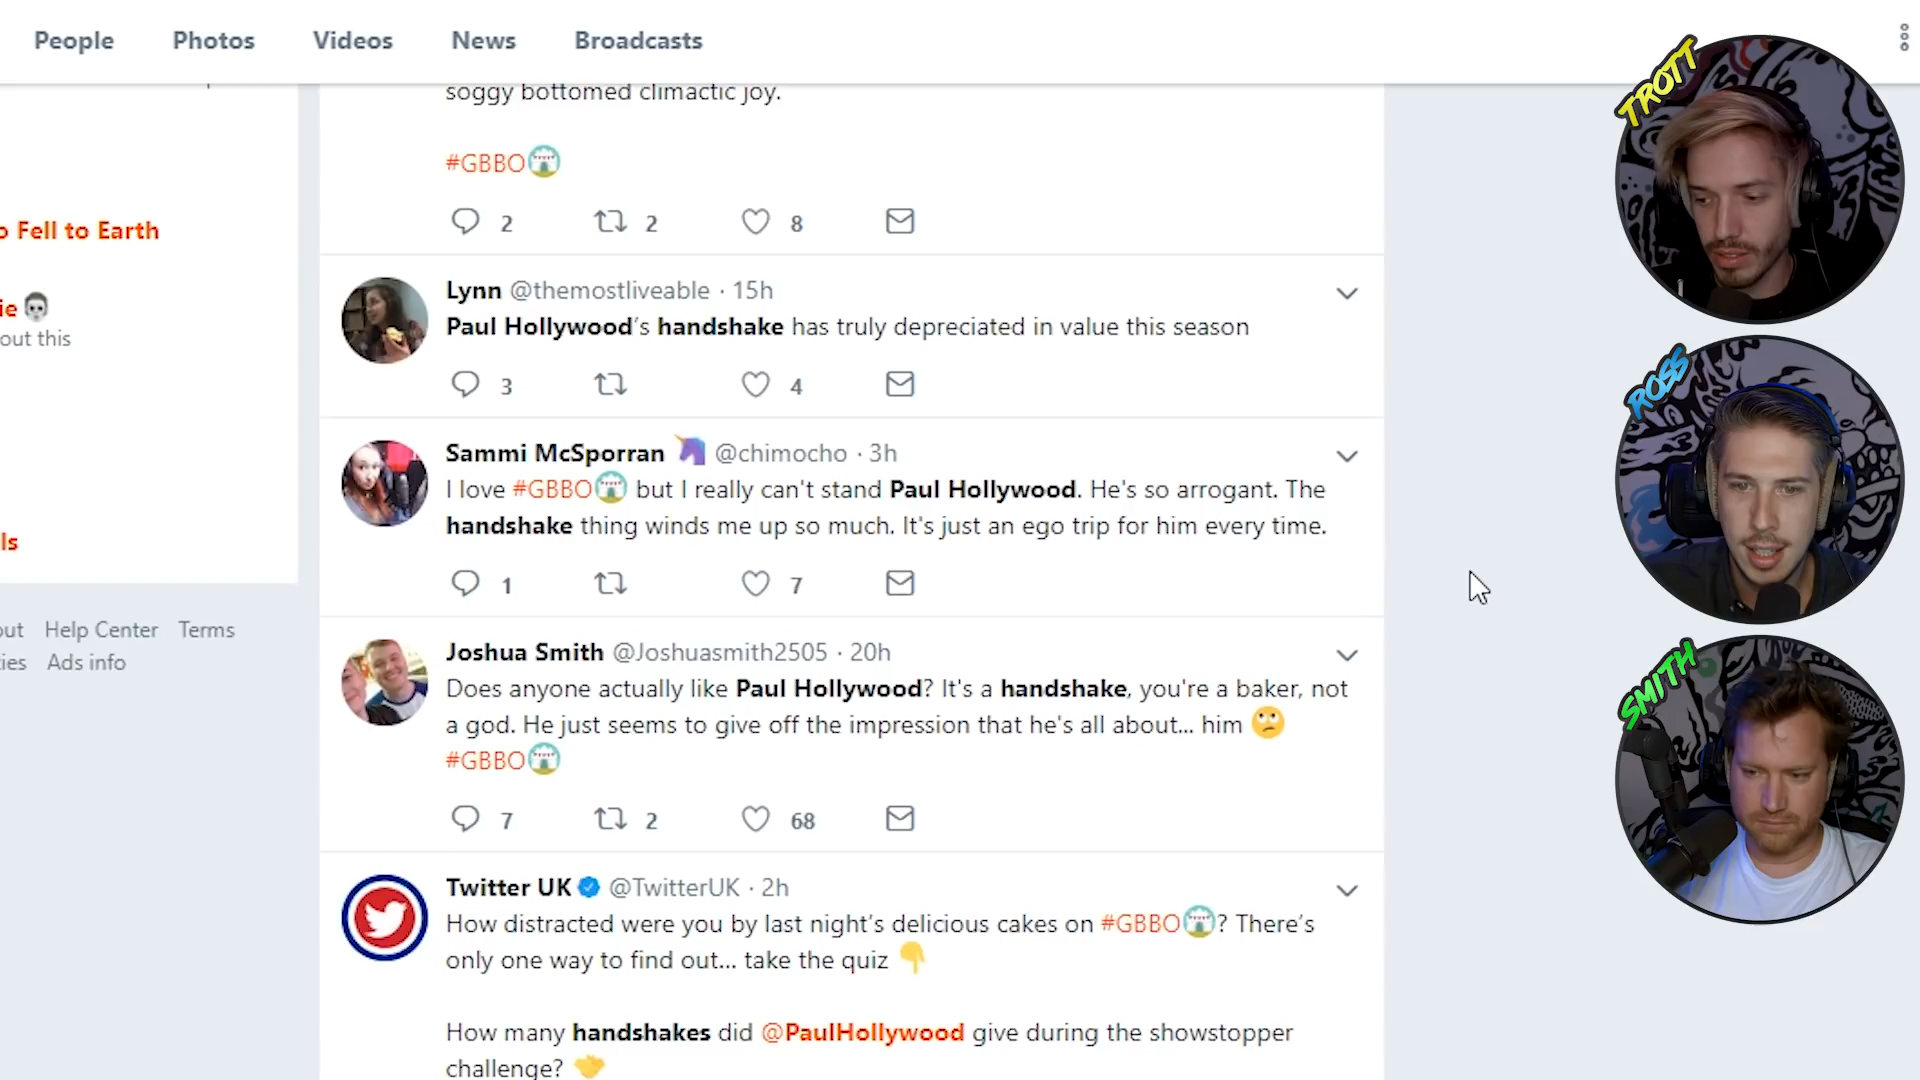 People Photos Videos News Broadcasts
soggy bottomed climactic joy.
#GBBO
2 2 8
o Fell to Earth
ie
out this
ls
out Help Center Terms
ies Ads info
Lynn @themostliveable · 15h
Paul Hollywood's handshake has truly depreciated in value this season
3 4
Sammi McSporran @chimocho · 3h
I love #GBBO but I really can't stand Paul Hollywood. He's so arrogant. The
handshake thing winds me up so much. It's just an ego trip for him every time.
1 7
Joshua Smith @Joshuasmith2505 · 20h
Does anyone actually like Paul Hollywood? It's a handshake, you're a baker, not
a god. He just seems to give off the impression that he's all about... him
#GBBO
7 2 68
Twitter UK @TwitterUK · 2h
How distracted were you by last night's delicious cakes on #GBBO? There's
only one way to find out... take the quiz
How many handshakes did @PaulHollywood give during the showstopper
challenge?
TROTT
ROSS
SMITH